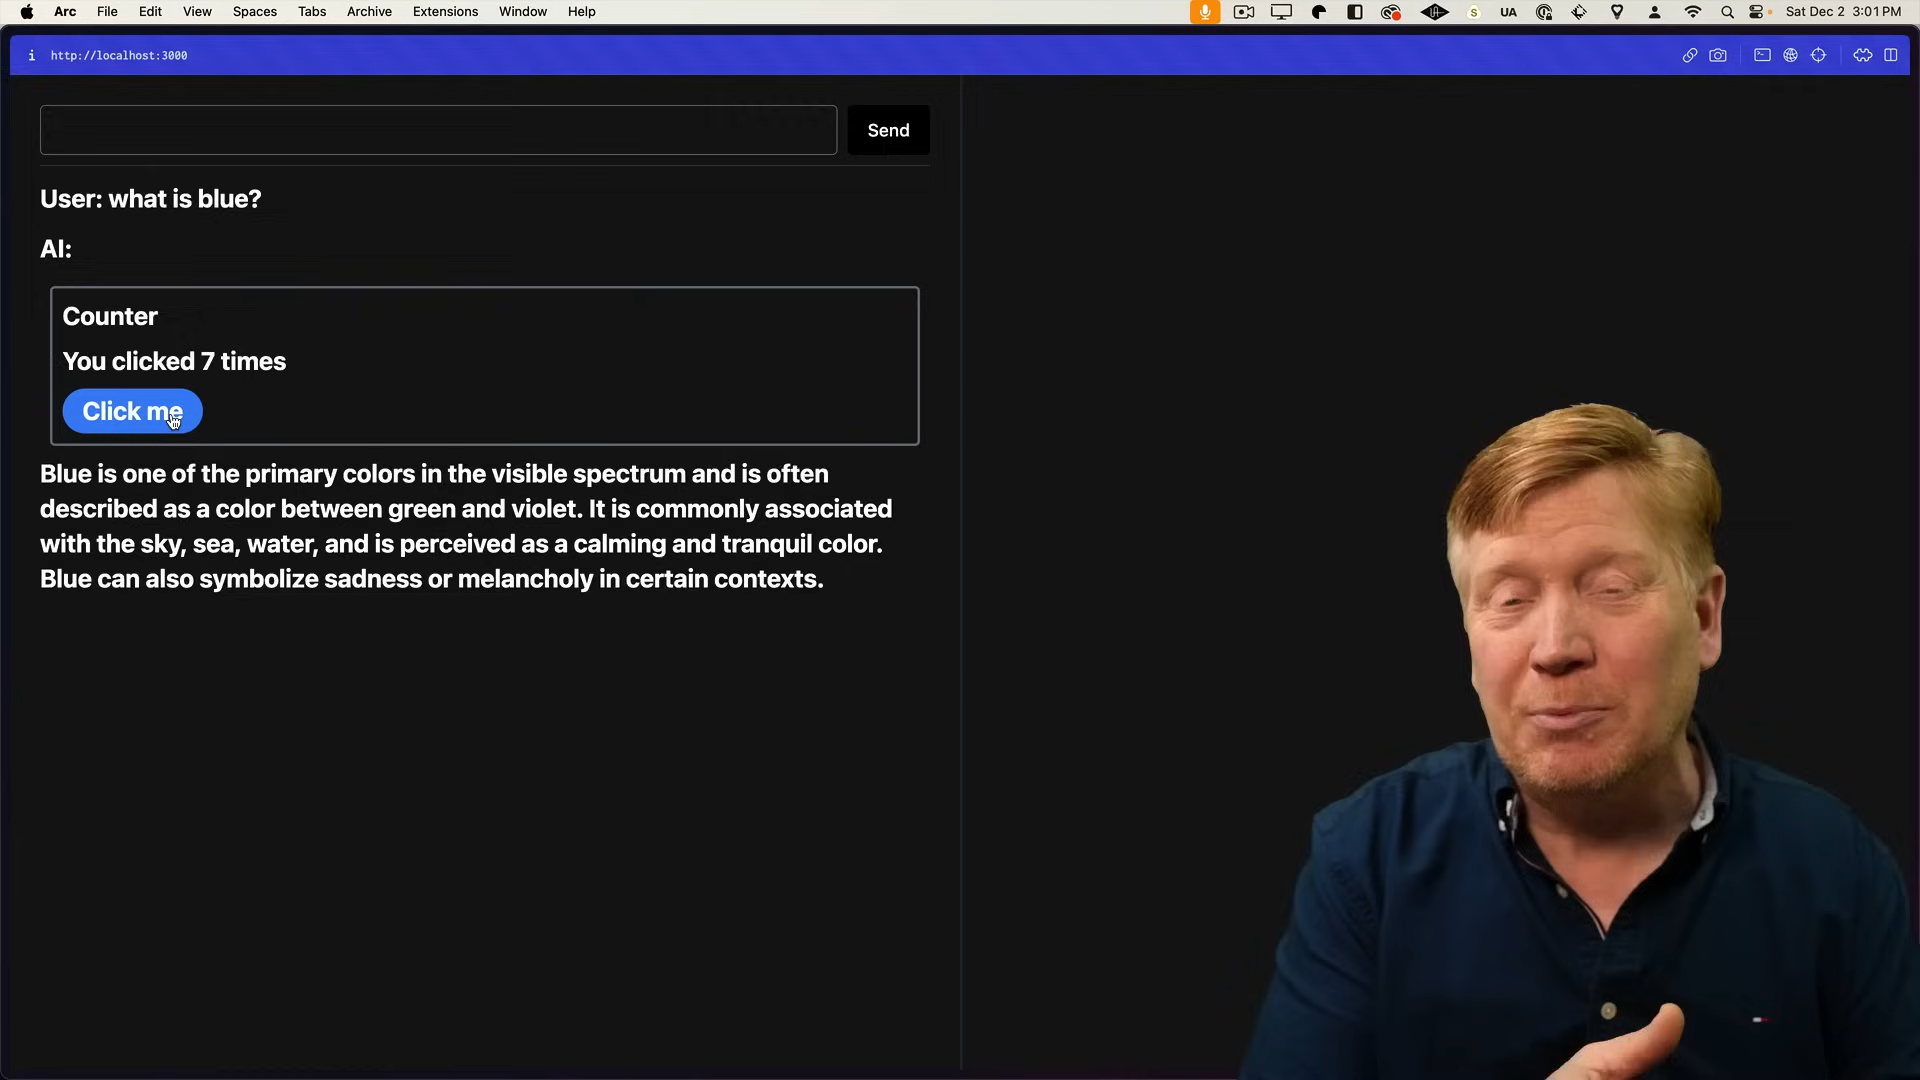 Arc File Edit View Spaces Tabs Archive Extensions Window Help S UA Sat Dec 2 3:01 PM
i http://localhost:3000
Send
User: what is blue?
AI:
Counter
You clicked 7 times
Click me
Blue is one of the primary colors in the visible spectrum and is often
described as a color between green and violet. It is commonly associated
with the sky, sea, water, and is perceived as a calming and tranquil color.
Blue can also symbolize sadness or melancholy in certain contexts.